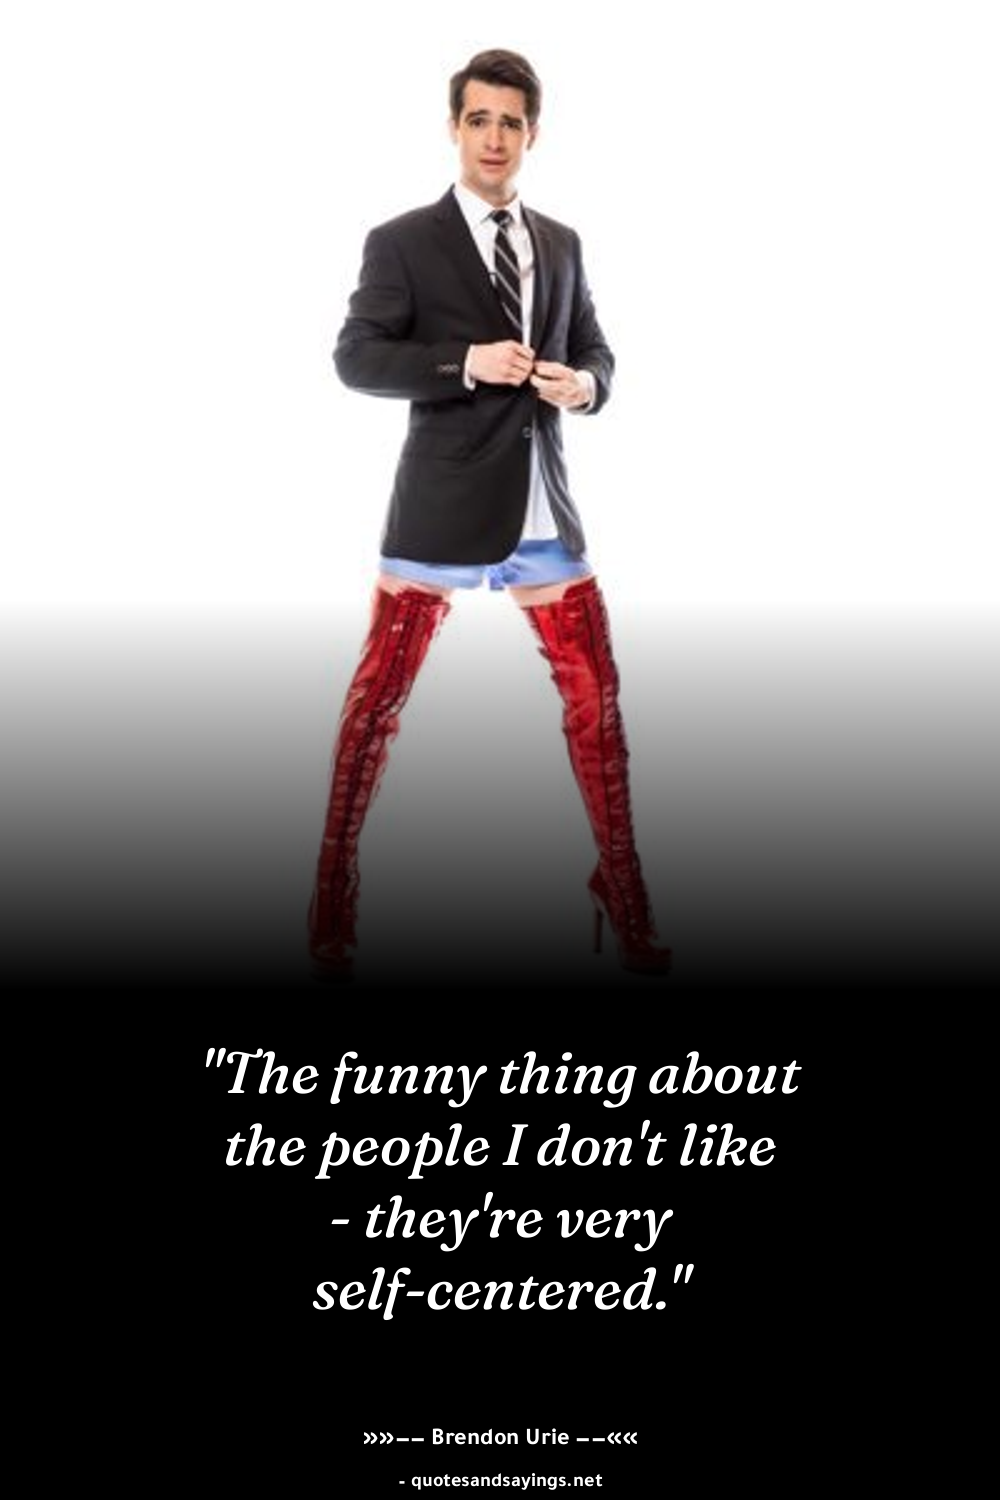 "The funny thing about
the people I don't like
- they're very
self-centered."
»»–– Brendon Urie ––««
- quotesandsayings.net